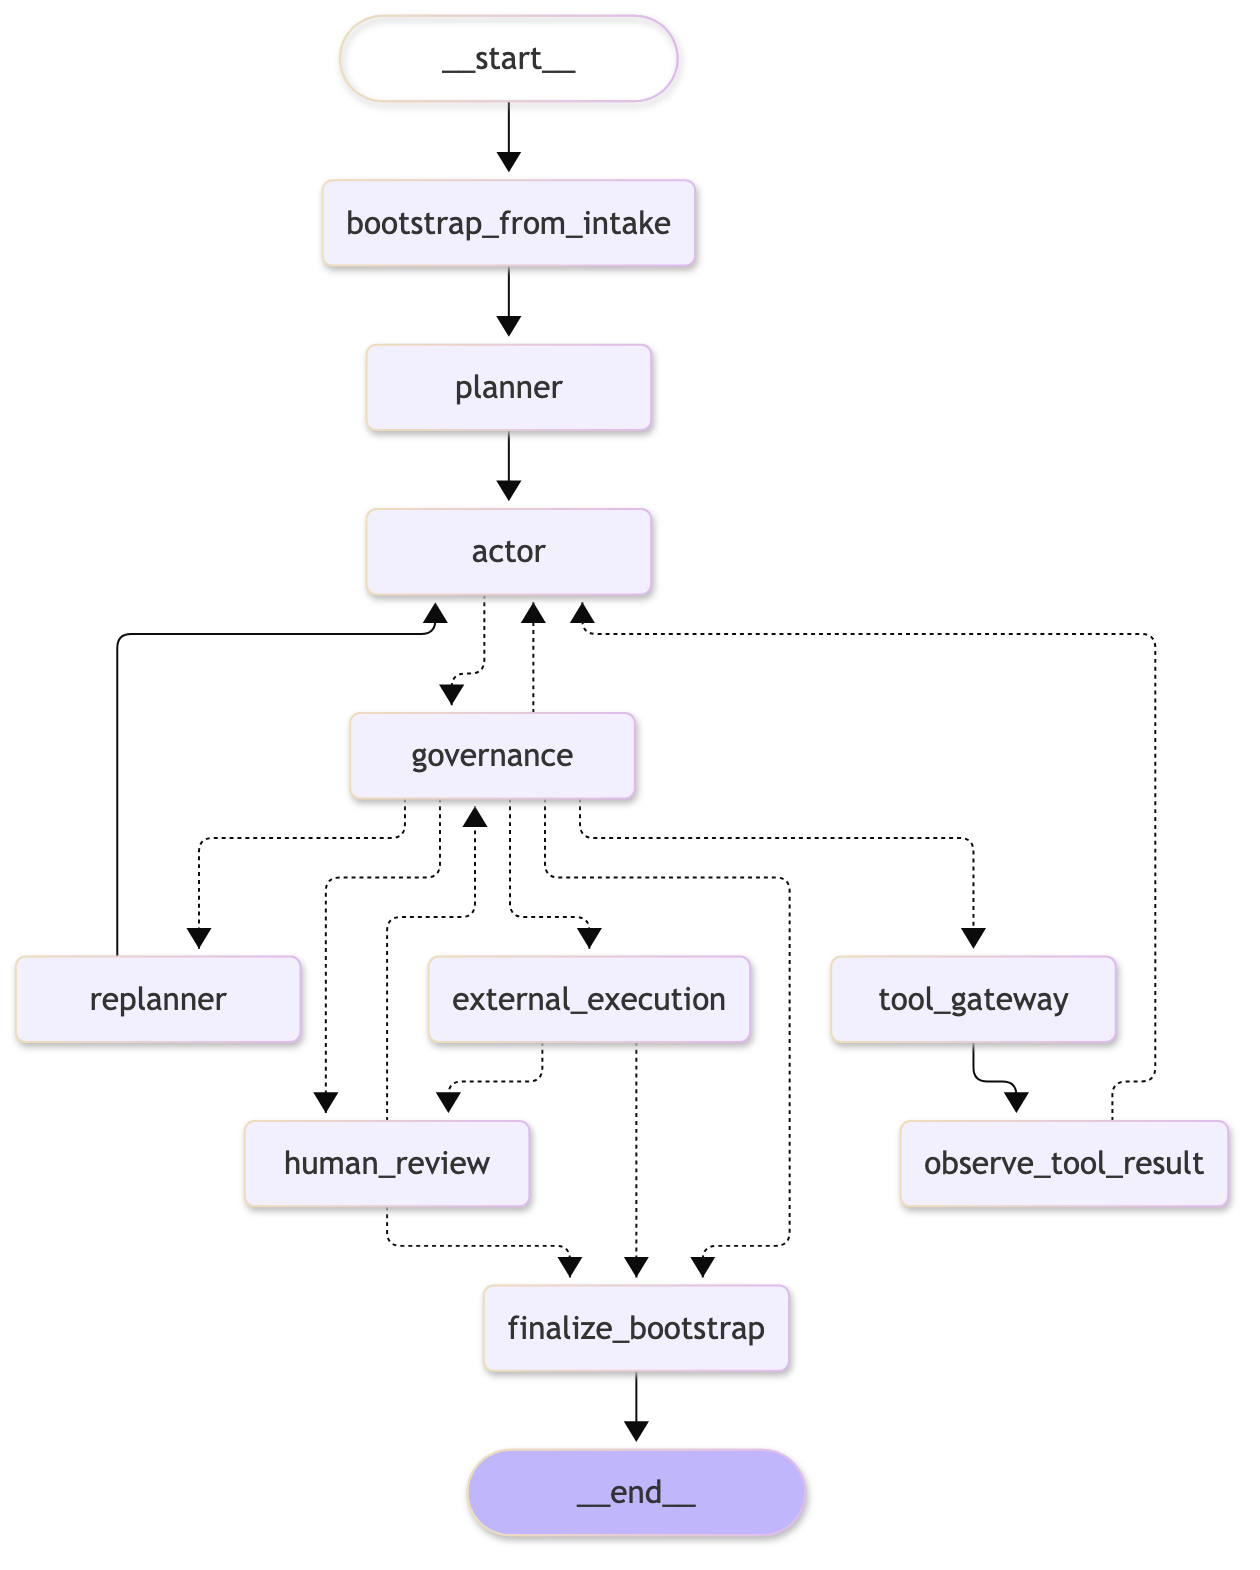 __start__
bootstrap_from_intake
planner
actor
governance
replanner
external_execution
tool_gateway
human_review
observe_tool_result
finalize_bootstrap
__end__